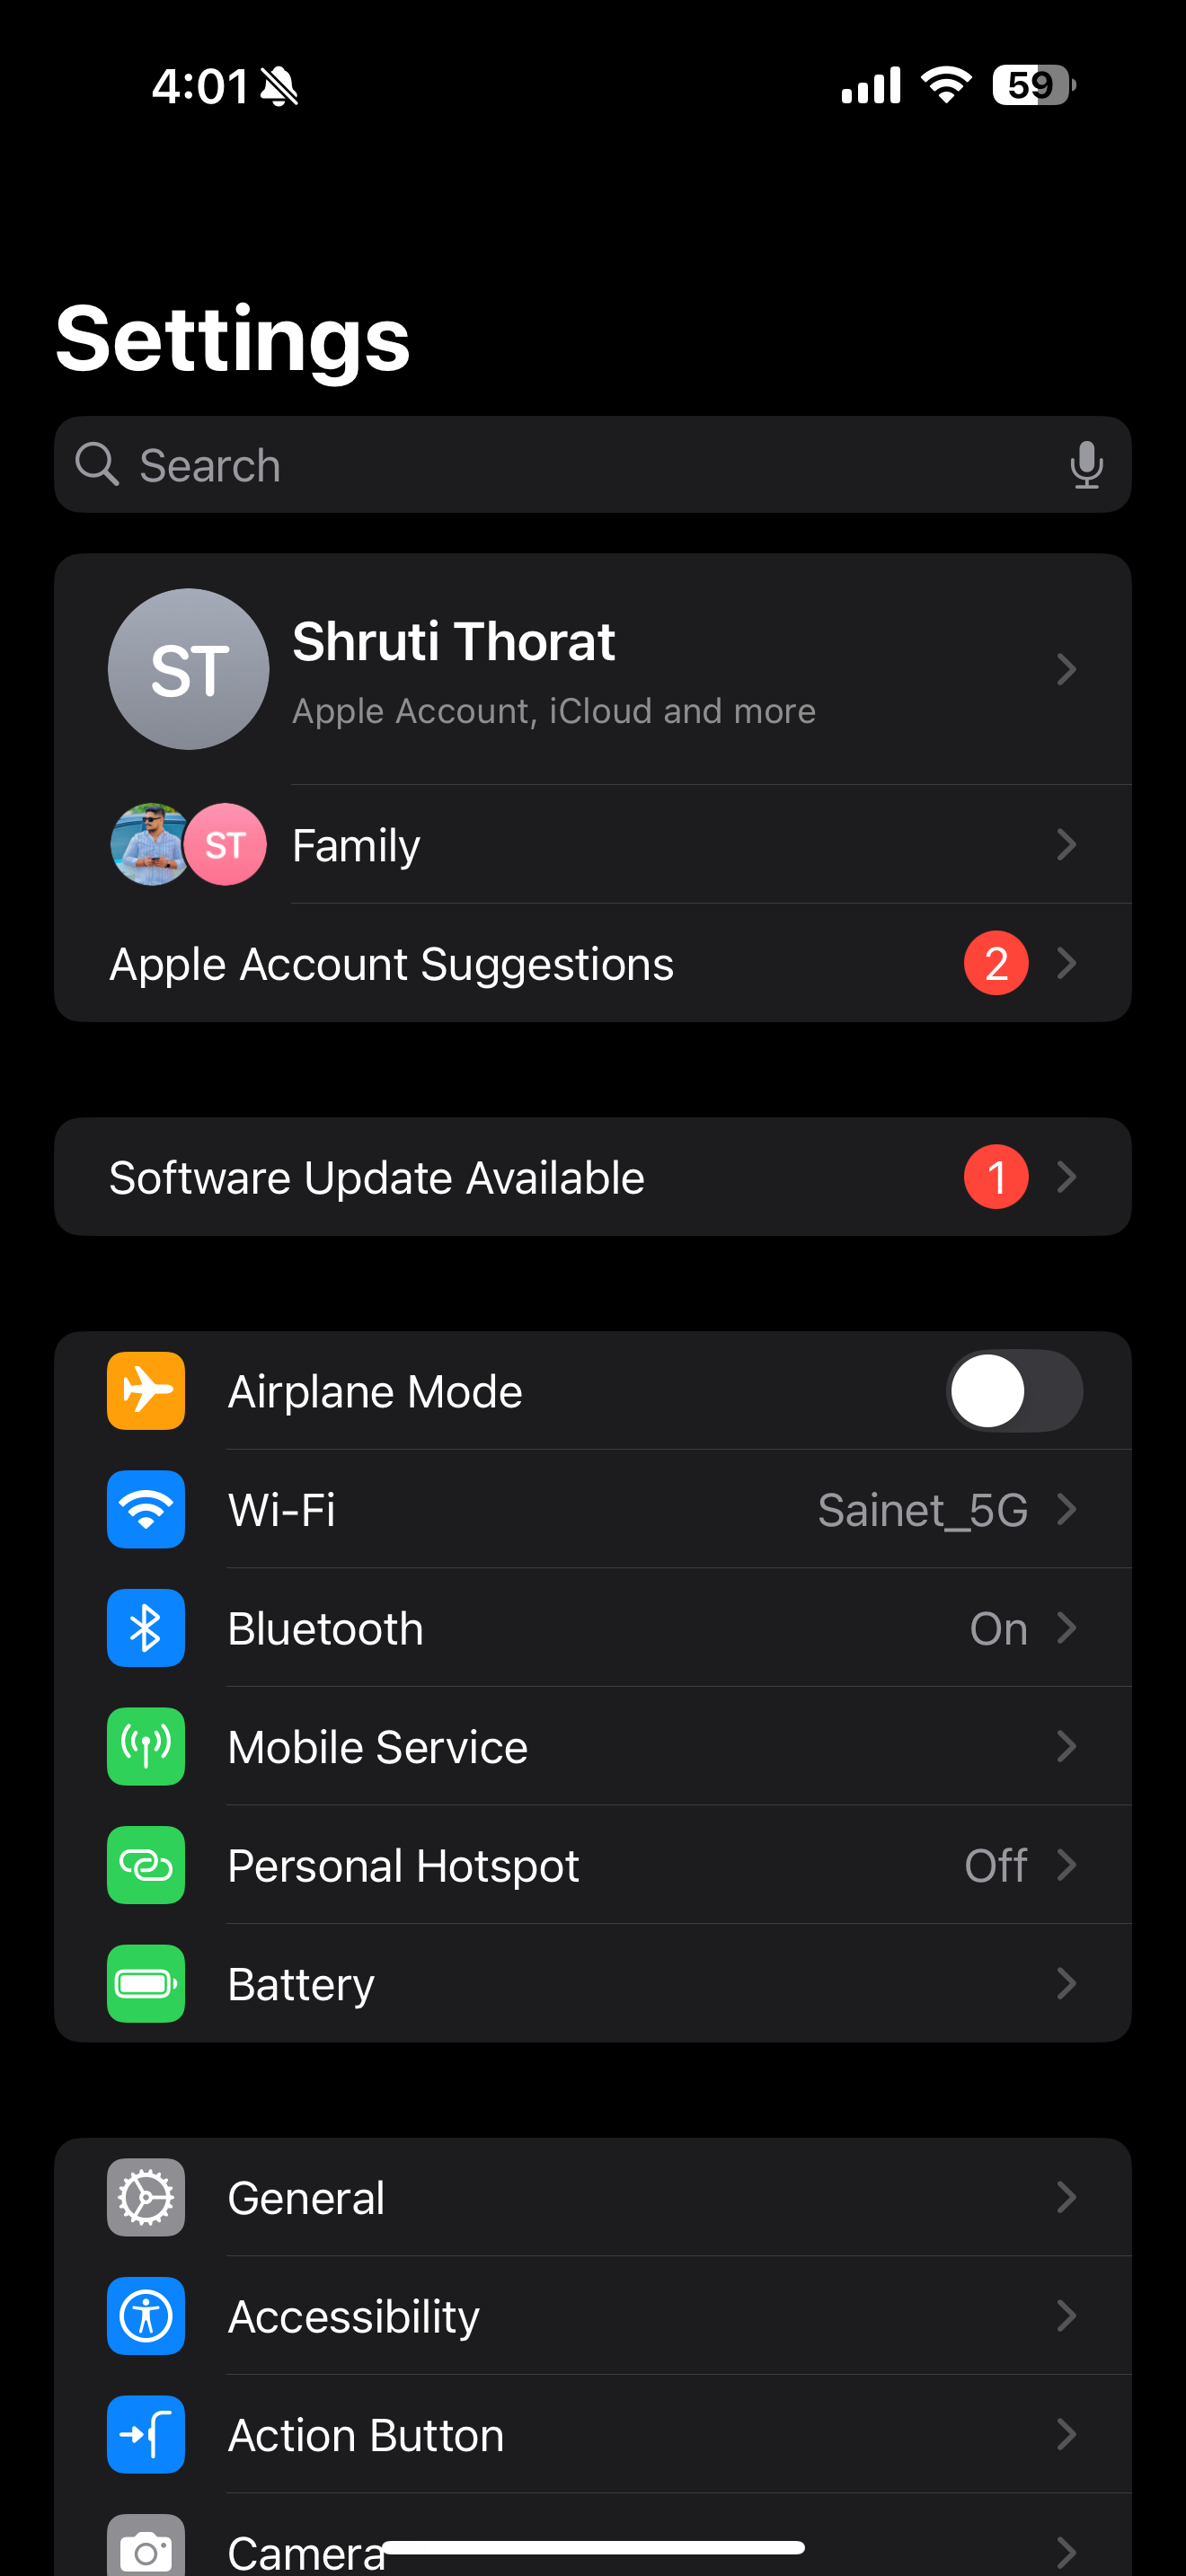 4:01
59
Settings
Search
ST
Shruti Thorat
Apple Account, iCloud and more
ST
Family
Apple Account Suggestions
2
Software Update Available
1
Airplane Mode
Wi-Fi
Sainet_5G
Bluetooth
On
Mobile Service
Personal Hotspot
Off
Battery
General
Accessibility
Action Button
Camera